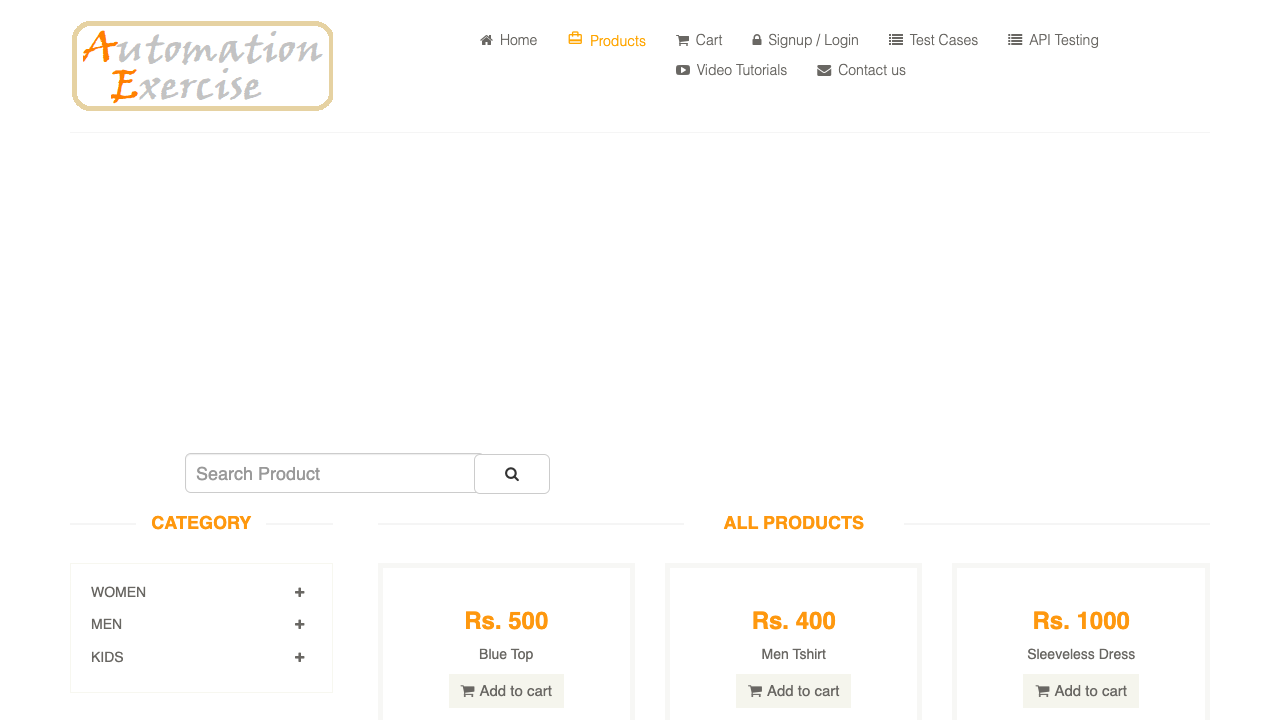 Automation
Exercise
Home
Products
Cart
Signup / Login
Test Cases
API Testing
Video Tutorials
Contact us
Search Product
CATEGORY
WOMEN
MEN
KIDS
ALL PRODUCTS
Rs. 500
Blue Top
Add to cart
Rs. 400
Men Tshirt
Add to cart
Rs. 1000
Sleeveless Dress
Add to cart